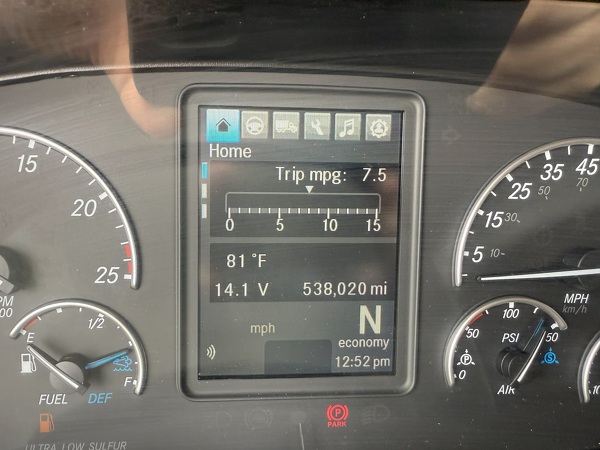 Home
Trip mpg: 7.5
0 5 10 15
81 °F
14.1 V 538,020 mi
N
mph
economy
12:52 pm
15
20
25
PM
00
E 1/2 F
FUEL DEF
ULTRA LOW SULFUR
P
PARK
5 15 25 35 45
10 30 50 70
MPH
km/h
50 100 50
PSI
P S
0
AIR